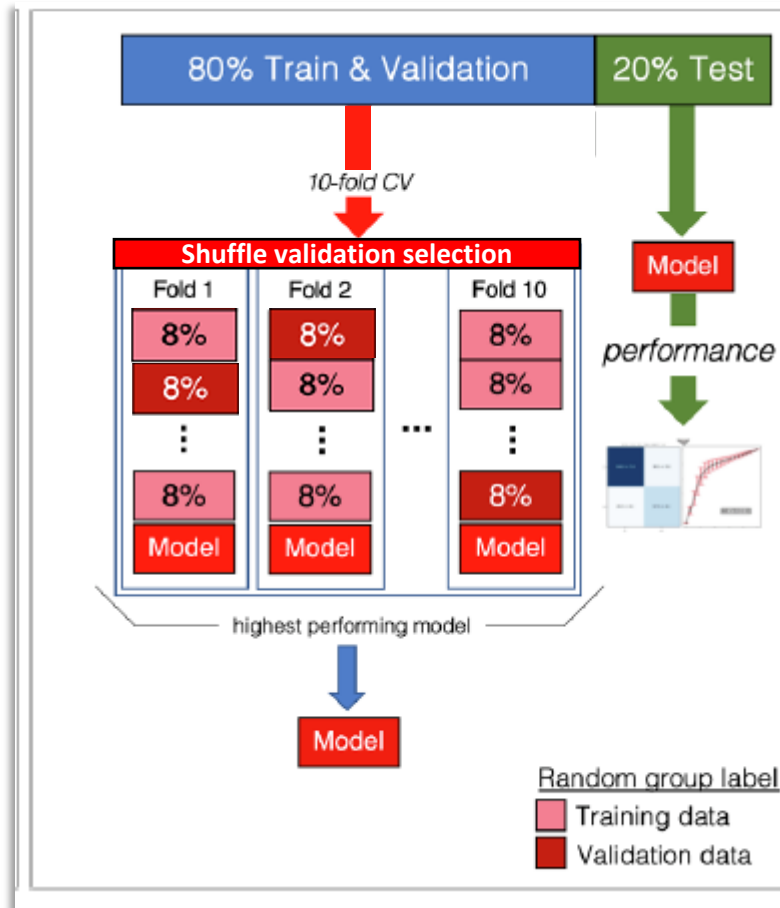 80% Train & Validation
20% Test
10-fold CV
Shuffle validation selection
Fold 1
Fold 2
Fold 10
8%
8%
8%
8%
8%
8%
...
8%
8%
8%
Model
Model
Model
highest performing model
Model
Model
performance
Random group label
Training data
Validation data